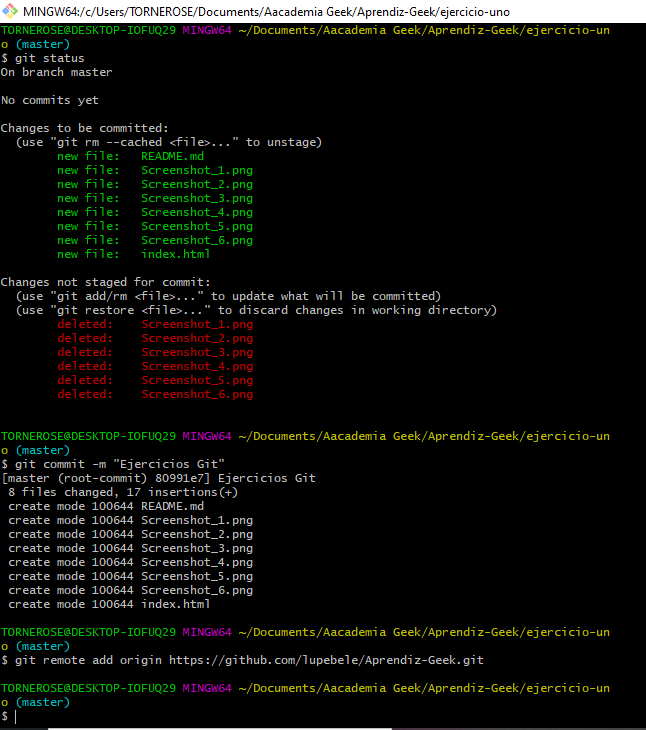 MINGW64:/c/Users/TORNEROSE/Documents/Aacademia Geek/Aprendiz-Geek/ejercicio-uno
TORNEROSE@DESKTOP-IOFUQ29 MINGW64 ~/Documents/Aacademia Geek/Aprendiz-Geek/ejercicio-un
o (master)
$ git status
On branch master

No commits yet

Changes to be committed:
  (use "git rm --cached <file>..." to unstage)
        new file:   README.md
        new file:   Screenshot_1.png
        new file:   Screenshot_2.png
        new file:   Screenshot_3.png
        new file:   Screenshot_4.png
        new file:   Screenshot_5.png
        new file:   Screenshot_6.png
        new file:   index.html

Changes not staged for commit:
  (use "git add/rm <file>..." to update what will be committed)
  (use "git restore <file>..." to discard changes in working directory)
        deleted:    Screenshot_1.png
        deleted:    Screenshot_2.png
        deleted:    Screenshot_3.png
        deleted:    Screenshot_4.png
        deleted:    Screenshot_5.png
        deleted:    Screenshot_6.png

TORNEROSE@DESKTOP-IOFUQ29 MINGW64 ~/Documents/Aacademia Geek/Aprendiz-Geek/ejercicio-un
o (master)
$ git commit -m "Ejercicios Git"
[master (root-commit) 80991e7] Ejercicios Git
 8 files changed, 17 insertions(+)
 create mode 100644 README.md
 create mode 100644 Screenshot_1.png
 create mode 100644 Screenshot_2.png
 create mode 100644 Screenshot_3.png
 create mode 100644 Screenshot_4.png
 create mode 100644 Screenshot_5.png
 create mode 100644 Screenshot_6.png
 create mode 100644 index.html

TORNEROSE@DESKTOP-IOFUQ29 MINGW64 ~/Documents/Aacademia Geek/Aprendiz-Geek/ejercicio-un
o (master)
$ git remote add origin https://github.com/lupebele/Aprendiz-Geek.git

TORNEROSE@DESKTOP-IOFUQ29 MINGW64 ~/Documents/Aacademia Geek/Aprendiz-Geek/ejercicio-un
o (master)
$